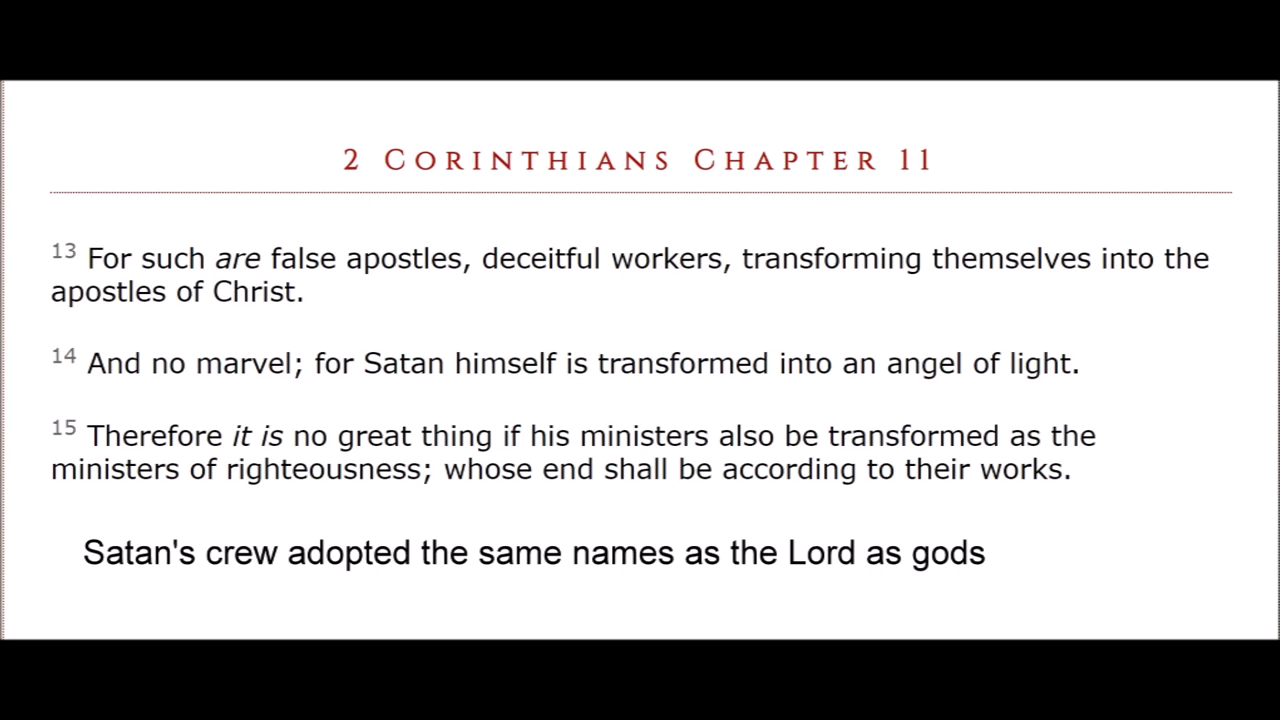 2 Corinthians Chapter 11
13 For such are false apostles, deceitful workers, transforming themselves into the
apostles of Christ.
14 And no marvel; for Satan himself is transformed into an angel of light.
15 Therefore it is no great thing if his ministers also be transformed as the
ministers of righteousness; whose end shall be according to their works.
Satan's crew adopted the same names as the Lord as gods